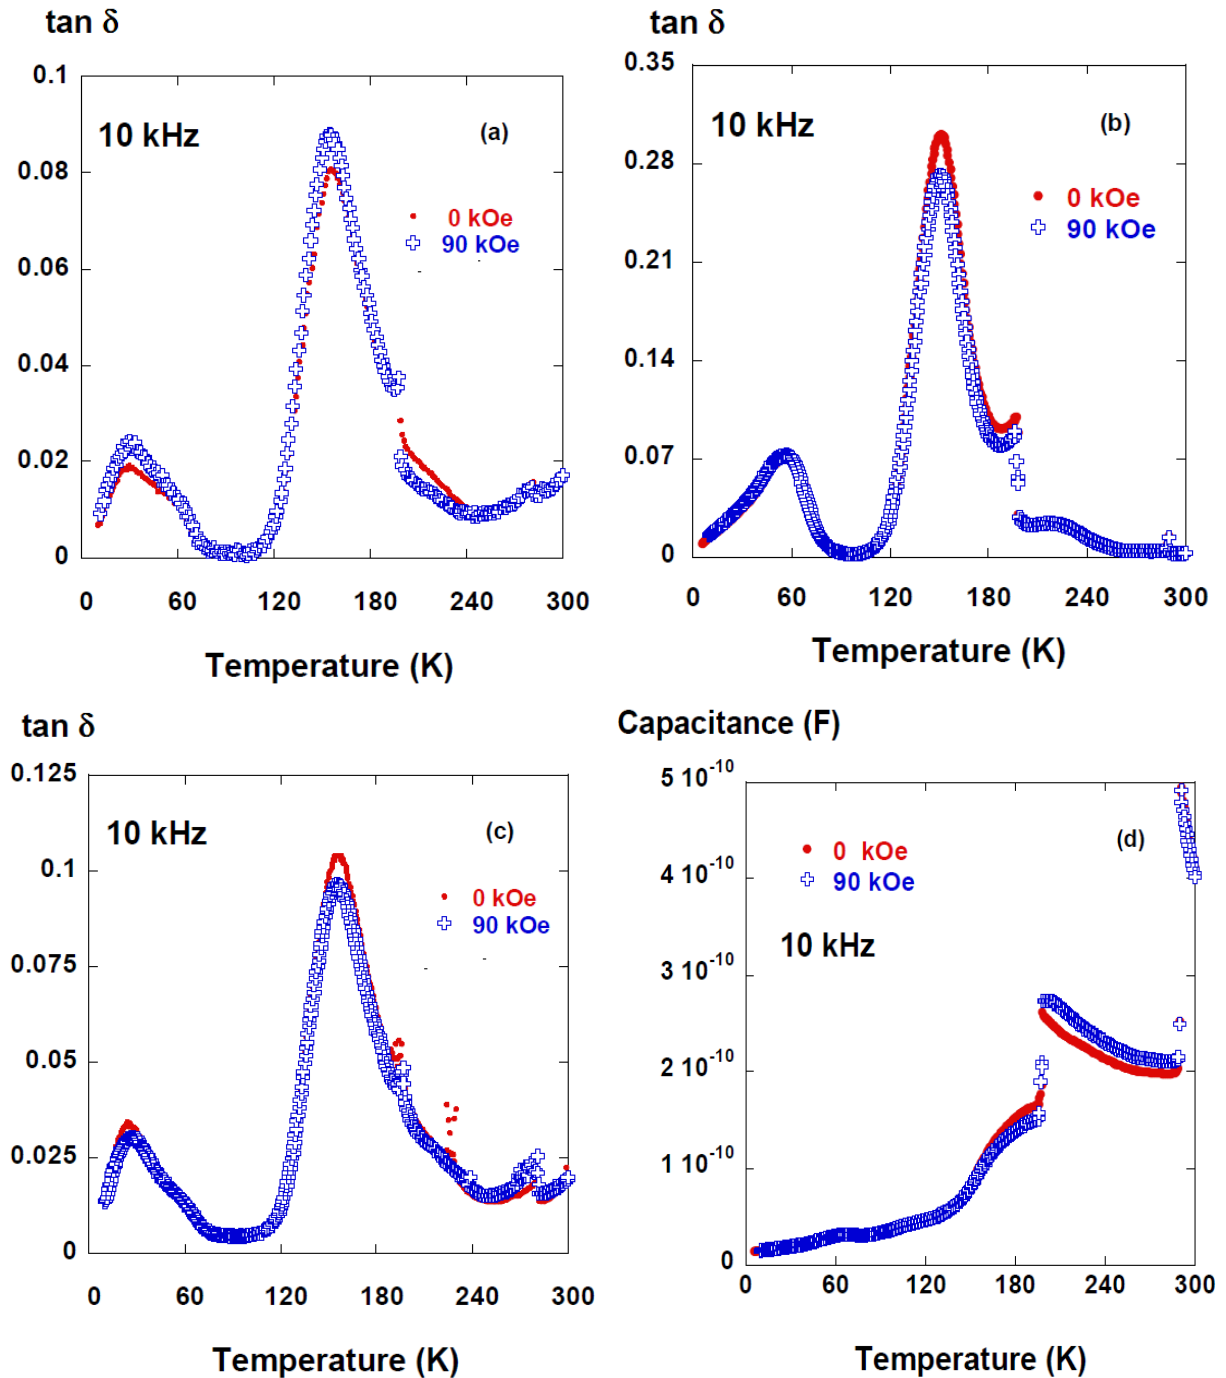 tan δ
0.1
0.08
0.06
0.04
0.02
0
10 kHz
(a)
0 kOe
90 kOe
0 60 120 180 240 300
Temperature (K)
tan δ
0.35
0.28
0.21
0.14
0.07
0
10 kHz
(b)
0 kOe
90 kOe
0 60 120 180 240 300
Temperature (K)
tan δ
0.125
0.1
0.075
0.05
0.025
0
10 kHz
(c)
0 kOe
90 kOe
0 60 120 180 240 300
Temperature (K)
Capacitance (F)
5 10⁻¹⁰
4 10⁻¹⁰
3 10⁻¹⁰
2 10⁻¹⁰
1 10⁻¹⁰
0
0 kOe
90 kOe
(d)
10 kHz
0 60 120 180 240 300
Temperature (K)